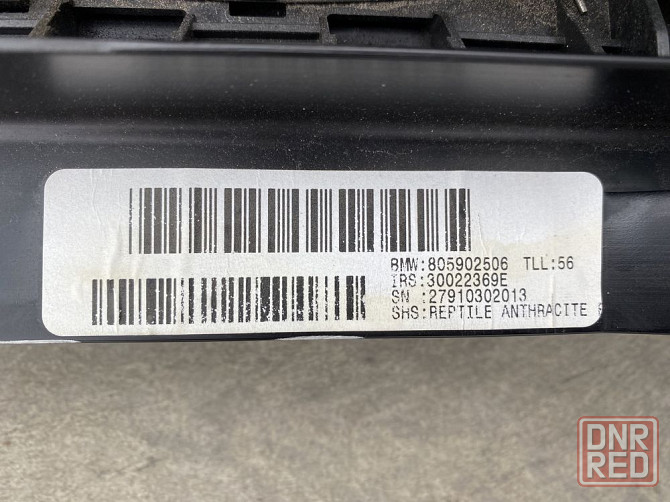 BMW:805902506 TLL:56
IRS:30022369E
SN :27910302013
SHS:REPTILE ANTHRACITE
DNR
RED